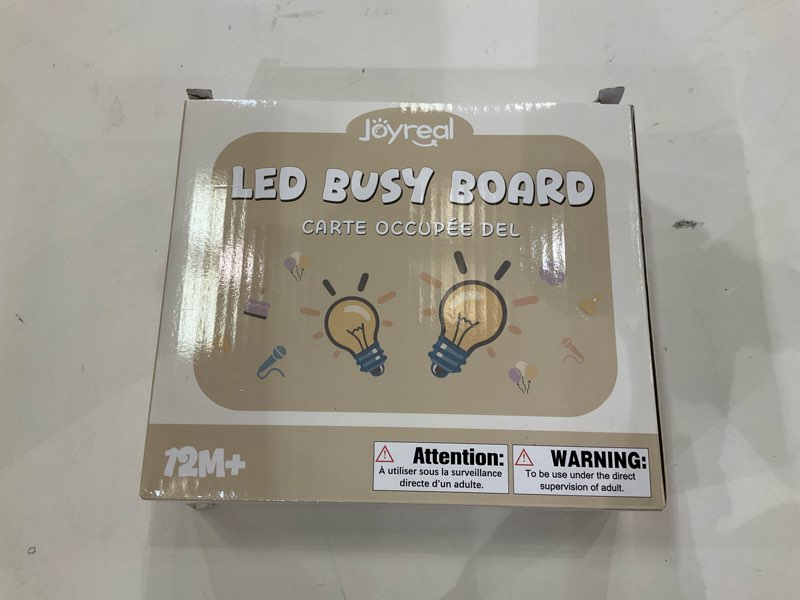 Joyreal
LED BUSY BOARD
CARTE OCCUPÉE DEL
12M+
Attention:
À utiliser sous la surveillance
directe d'un adulte.
WARNING:
To be use under the direct
supervision of adult.